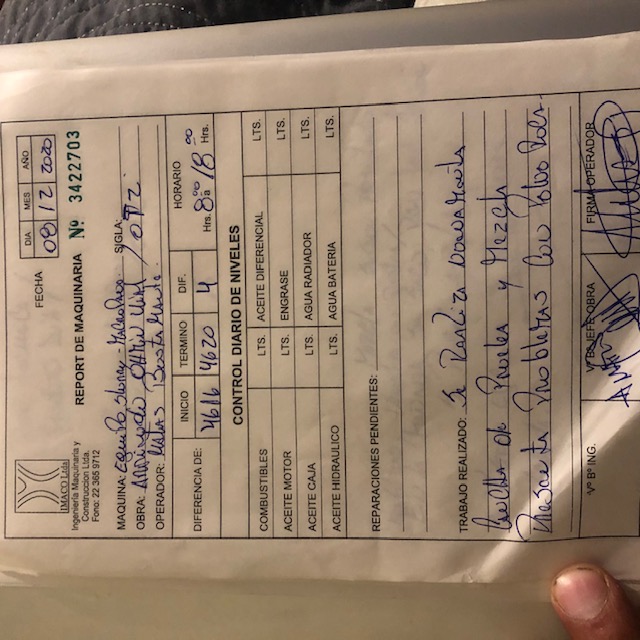 IMACO Ltda
Ingeniería Maquinaria y
Construccion Ltda.
Fono: 22 365 9712
FECHA
DIA MES AÑO
09 12 2020
REPORT DE MAQUINARIA Nº 3422703
MAQUINA: Equipo Slurry - Macropavo SIGLA:
OBRA: Vial / OTZ
OPERADOR: Matias Bustamante.
INICIO TERMINO DIF. HORARIO
DIFERENCIA DE: 4616 4620 4 Hrs. 8:00 a 18:00 Hrs.
CONTROL DIARIO DE NIVELES
COMBUSTIBLES LTS. ACEITE DIFERENCIAL LTS.
ACEITE MOTOR LTS. ENGRASE LTS.
ACEITE CAJA LTS. AGUA RADIADOR LTS.
ACEITE HIDRAULICO LTS. AGUA BATERIA LTS.
REPARACIONES PENDIENTES:
TRABAJO REALIZADO: Se Realiza nuevamente
Cancha de Prueba y Mezcla
Presenta Problemas Con Polvo Roca.
Vº Bº ING. Vº Bº JEFE OBRA FIRMA OPERADOR